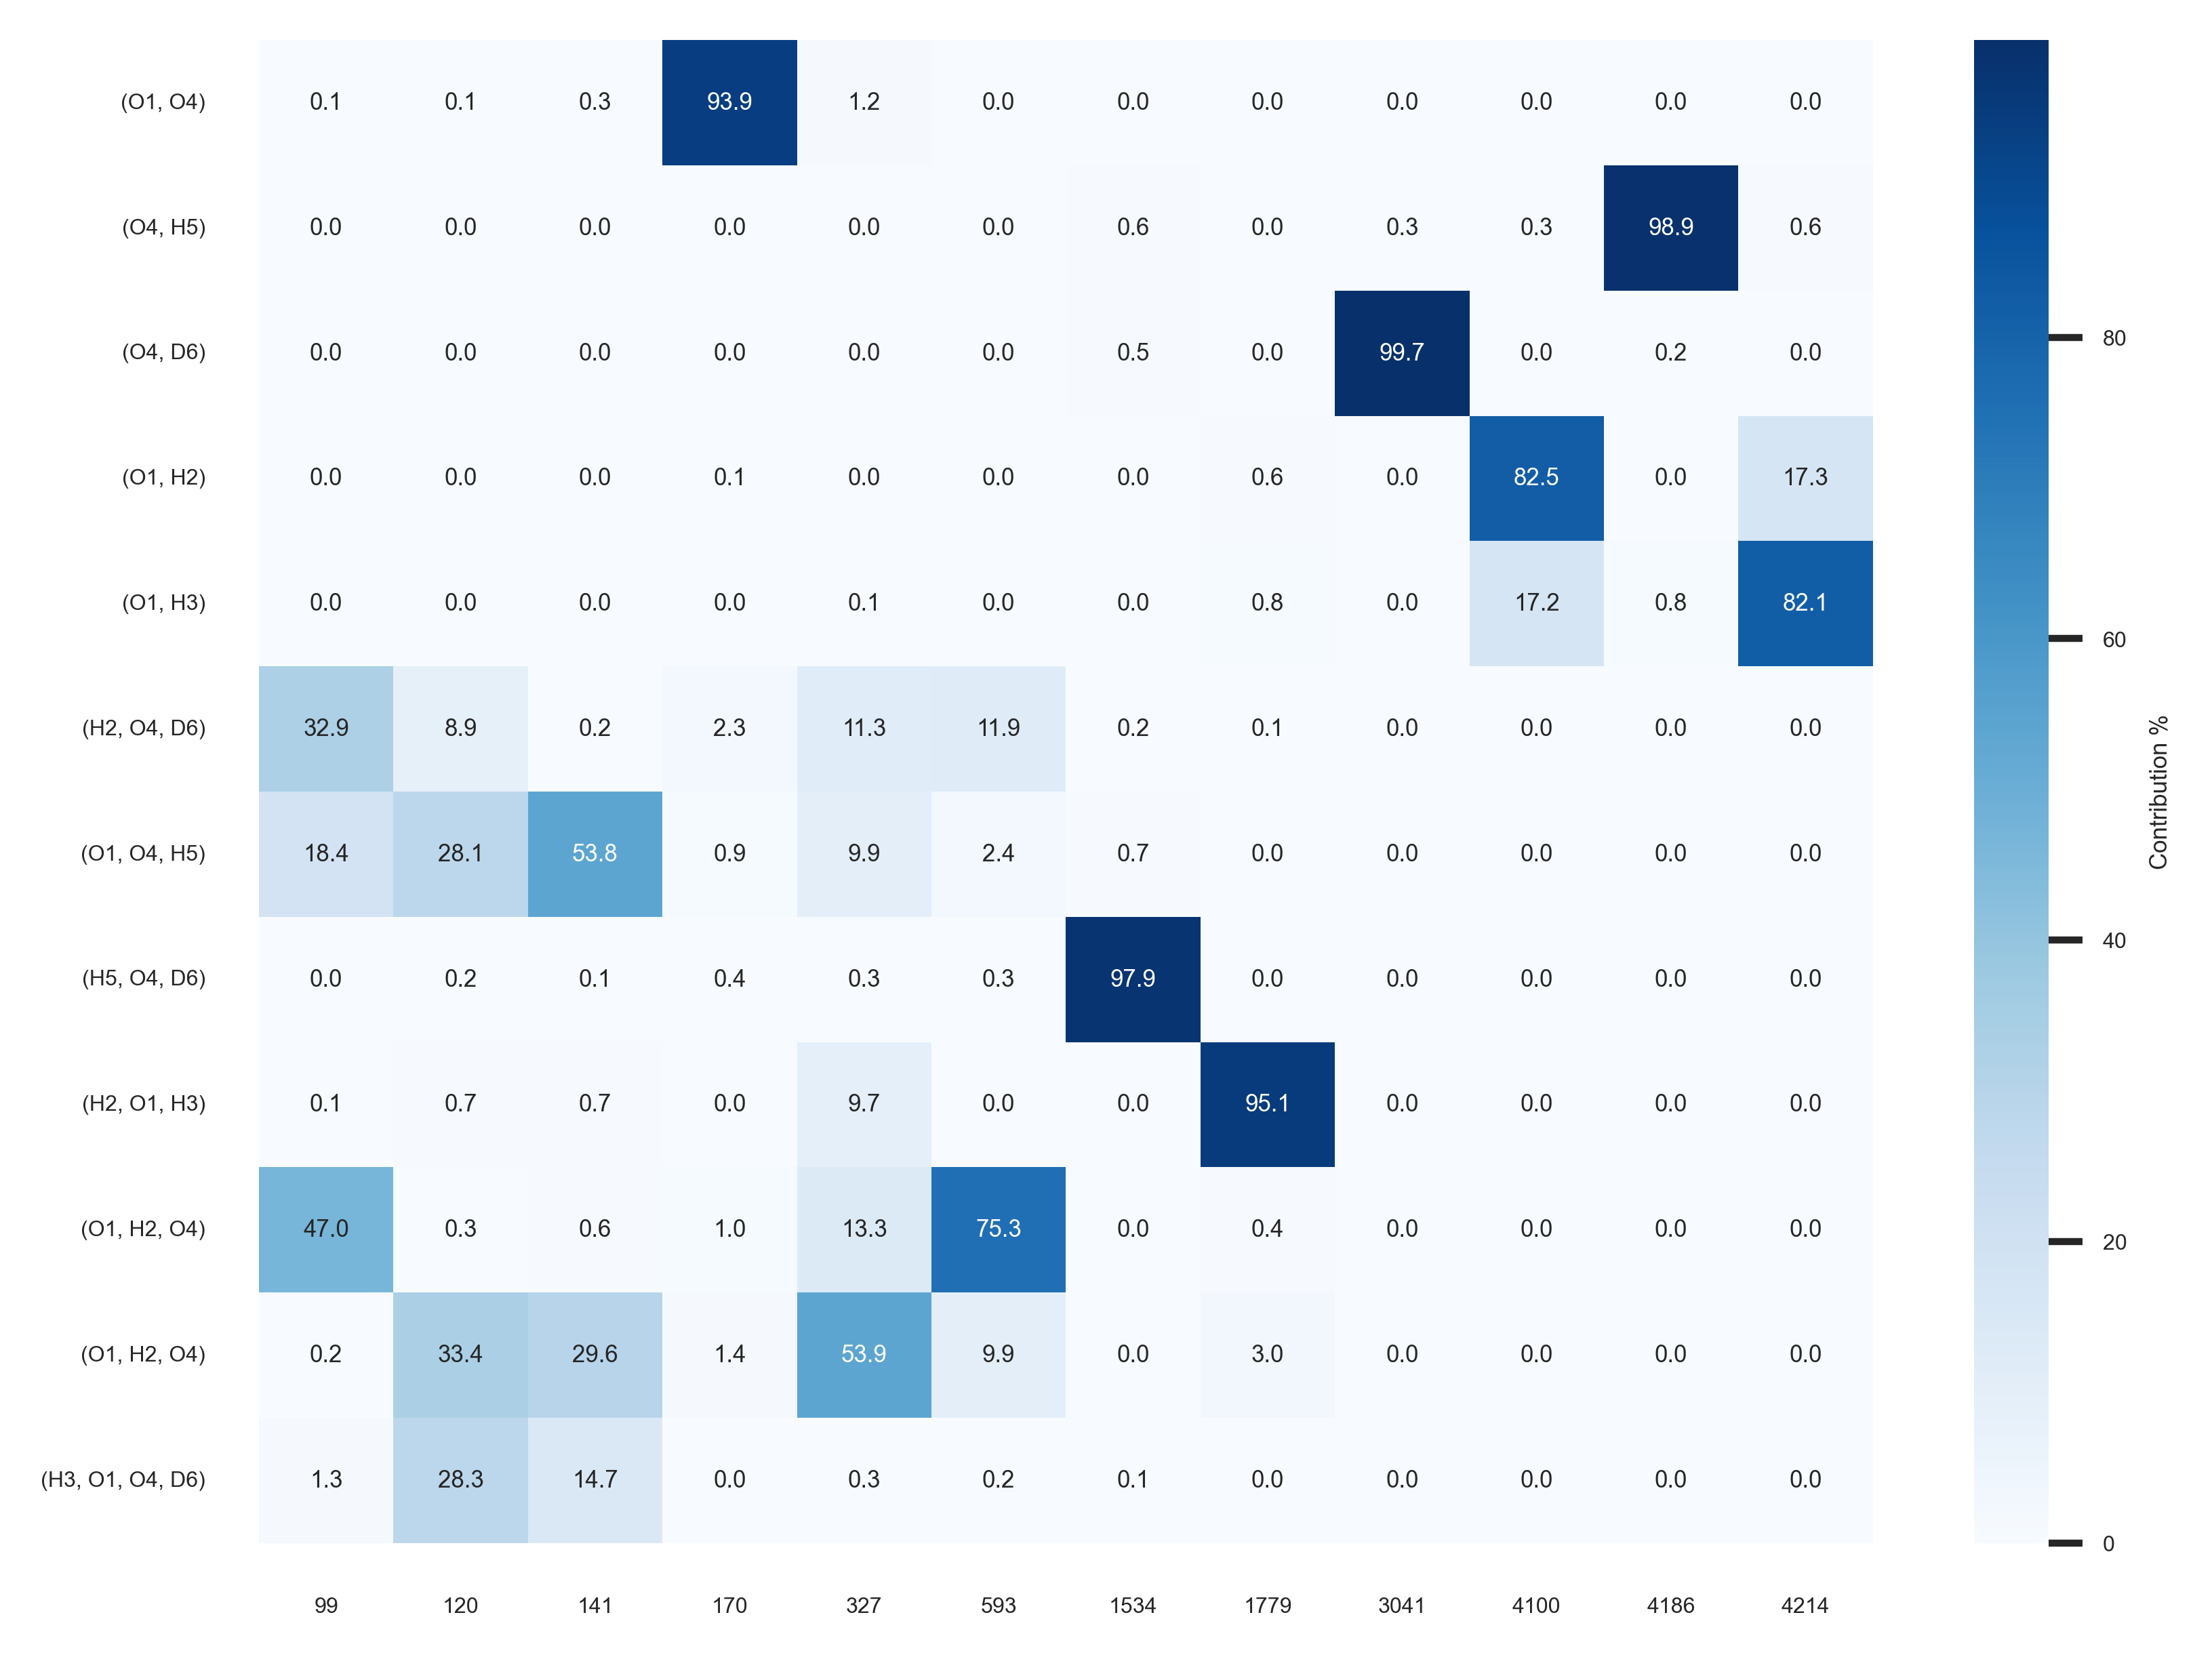 (O1, O4) 0.1 0.1 0.3 93.9 1.2 0.0 0.0 0.0 0.0 0.0 0.0 0.0
(O4, H5) 0.0 0.0 0.0 0.0 0.0 0.0 0.6 0.0 0.3 0.3 98.9 0.6
(O4, D6) 0.0 0.0 0.0 0.0 0.0 0.0 0.5 0.0 99.7 0.0 0.2 0.0
(O1, H2) 0.0 0.0 0.0 0.1 0.0 0.0 0.0 0.6 0.0 82.5 0.0 17.3
(O1, H3) 0.0 0.0 0.0 0.0 0.1 0.0 0.0 0.8 0.0 17.2 0.8 82.1
(H2, O4, D6) 32.9 8.9 0.2 2.3 11.3 11.9 0.2 0.1 0.0 0.0 0.0 0.0
(O1, O4, H5) 18.4 28.1 53.8 0.9 9.9 2.4 0.7 0.0 0.0 0.0 0.0 0.0
(H5, O4, D6) 0.0 0.2 0.1 0.4 0.3 0.3 97.9 0.0 0.0 0.0 0.0 0.0
(H2, O1, H3) 0.1 0.7 0.7 0.0 9.7 0.0 0.0 95.1 0.0 0.0 0.0 0.0
(O1, H2, O4) 47.0 0.3 0.6 1.0 13.3 75.3 0.0 0.4 0.0 0.0 0.0 0.0
(O1, H2, O4) 0.2 33.4 29.6 1.4 53.9 9.9 0.0 3.0 0.0 0.0 0.0 0.0
(H3, O1, O4, D6) 1.3 28.3 14.7 0.0 0.3 0.2 0.1 0.0 0.0 0.0 0.0 0.0
99 120 141 170 327 593 1534 1779 3041 4100 4186 4214
80
60
40
20
0
Contribution %